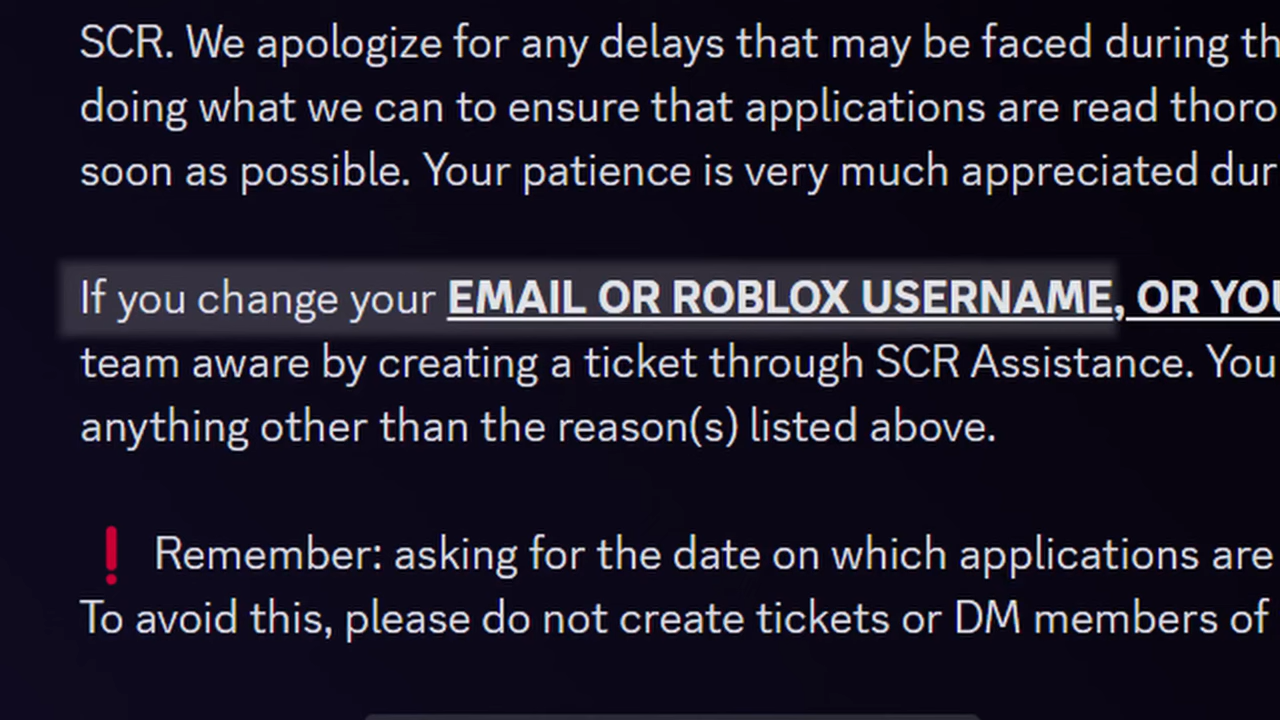 SCR. We apologize for any delays that may be faced during th
doing what we can to ensure that applications are read thoro
soon as possible. Your patience is very much appreciated dur
If you change your EMAIL OR ROBLOX USERNAME, OR YOU
team aware by creating a ticket through SCR Assistance. You
anything other than the reason(s) listed above.
❗ Remember: asking for the date on which applications are
To avoid this, please do not create tickets or DM members of